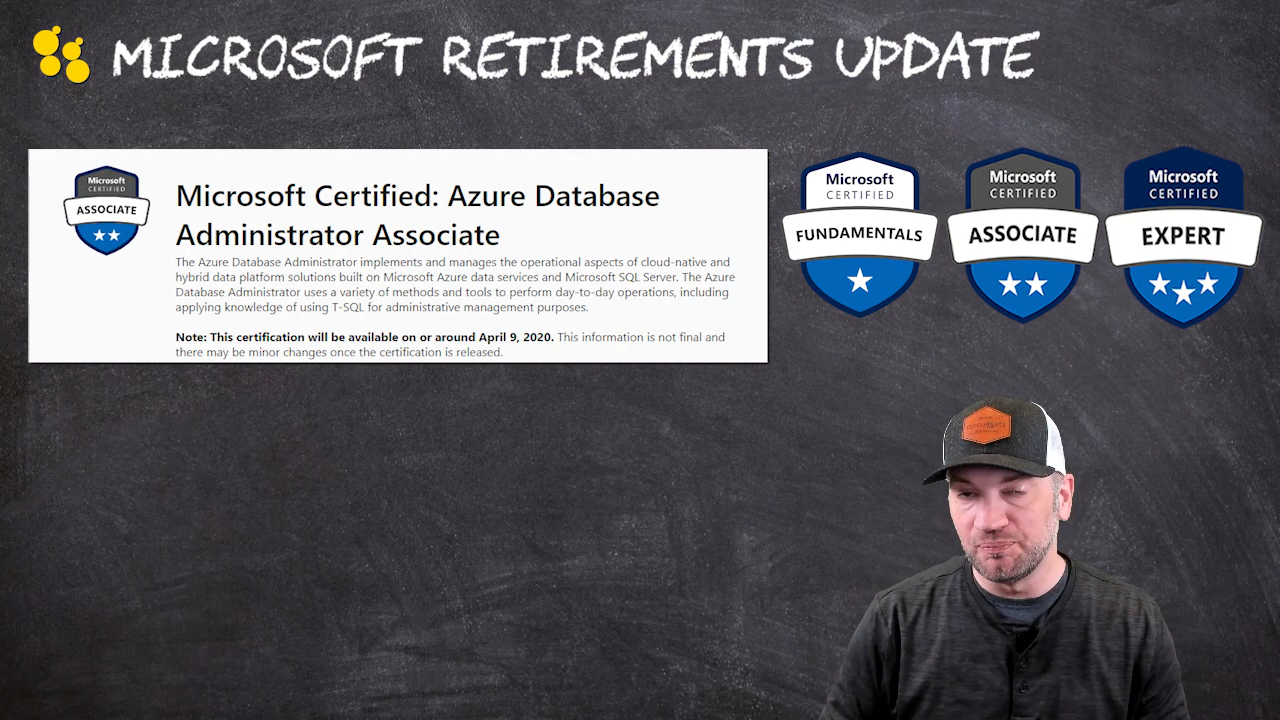 MICROSOFT RETIREMENTS UPDATE
Microsoft
CERTIFIED
ASSOCIATE
Microsoft Certified: Azure Database
Administrator Associate
The Azure Database Administrator implements and manages the operational aspects of cloud-native and
hybrid data platform solutions built on Microsoft Azure data services and Microsoft SQL Server. The Azure
Database Administrator uses a variety of methods and tools to perform day-to-day operations, including
applying knowledge of using T-SQL for administrative management purposes.
Note: This certification will be available on or around April 9, 2020. This information is not final and
there may be minor changes once the certification is released.
Microsoft
CERTIFIED
FUNDAMENTALS
Microsoft
CERTIFIED
ASSOCIATE
Microsoft
CERTIFIED
EXPERT